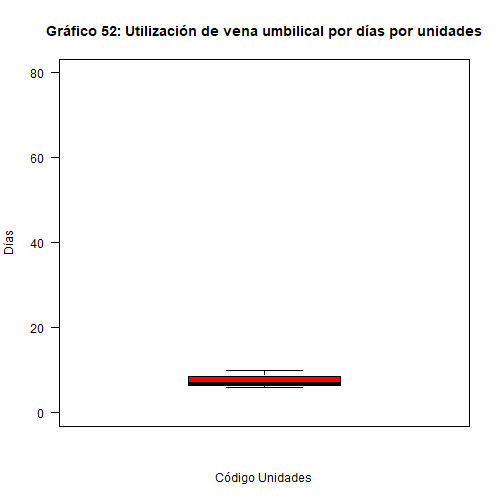 Gráfico 52: Utilización de vena umbilical por días por unidades
80
60
40
20
0
Días
Código Unidades